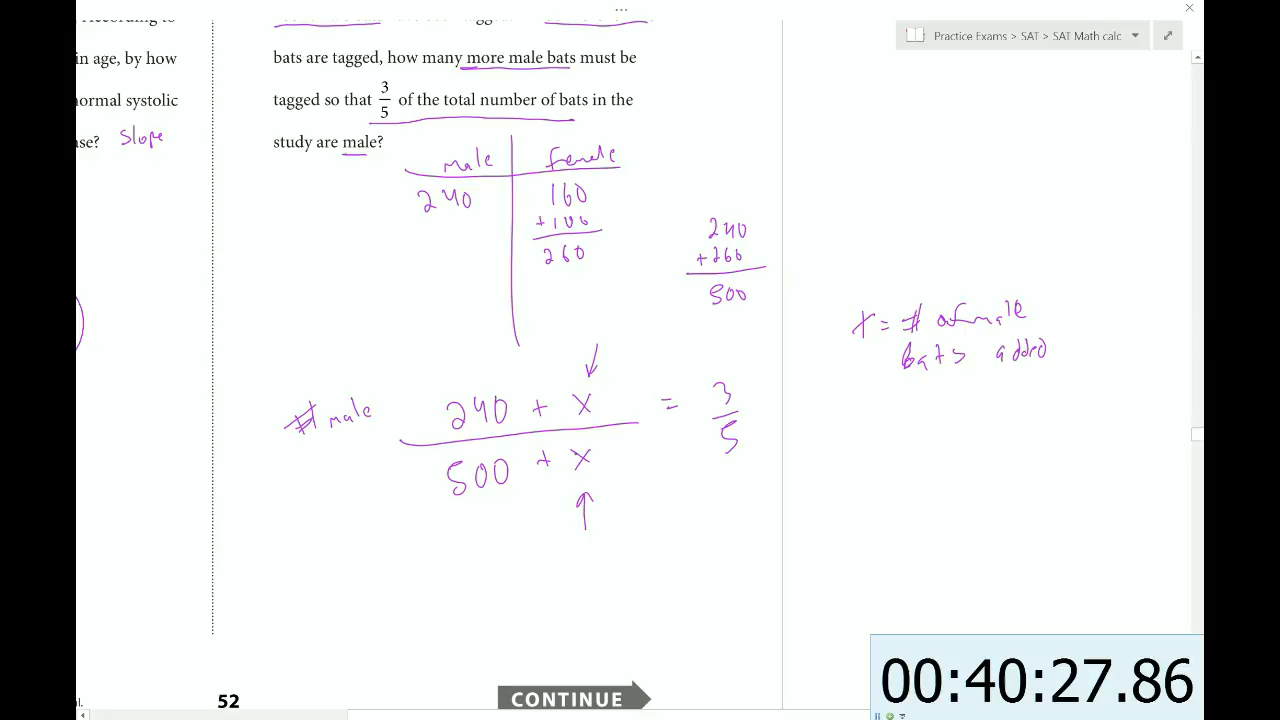 Practice Exams > SAT > SAT Math calc
in age, by how
normal systolic
ase? Slope
bats are tagged, how many more male bats must be
tagged so that 3/5 of the total number of bats in the
study are male?
male female
240 160
+100
260
240
+260
500
X = # of male
bats added
# male 240 + X = 3
500 + X 5
52
CONTINUE
00:40:27.86